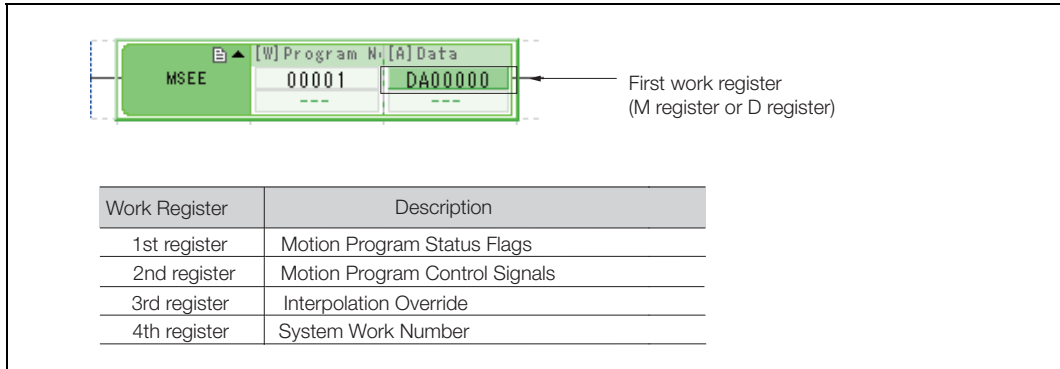 [W]Program N [A]Data
MSEE 00001 DA00000
--- ---
First work register
(M register or D register)
Work Register Description
1st register Motion Program Status Flags
2nd register Motion Program Control Signals
3rd register Interpolation Override
4th register System Work Number